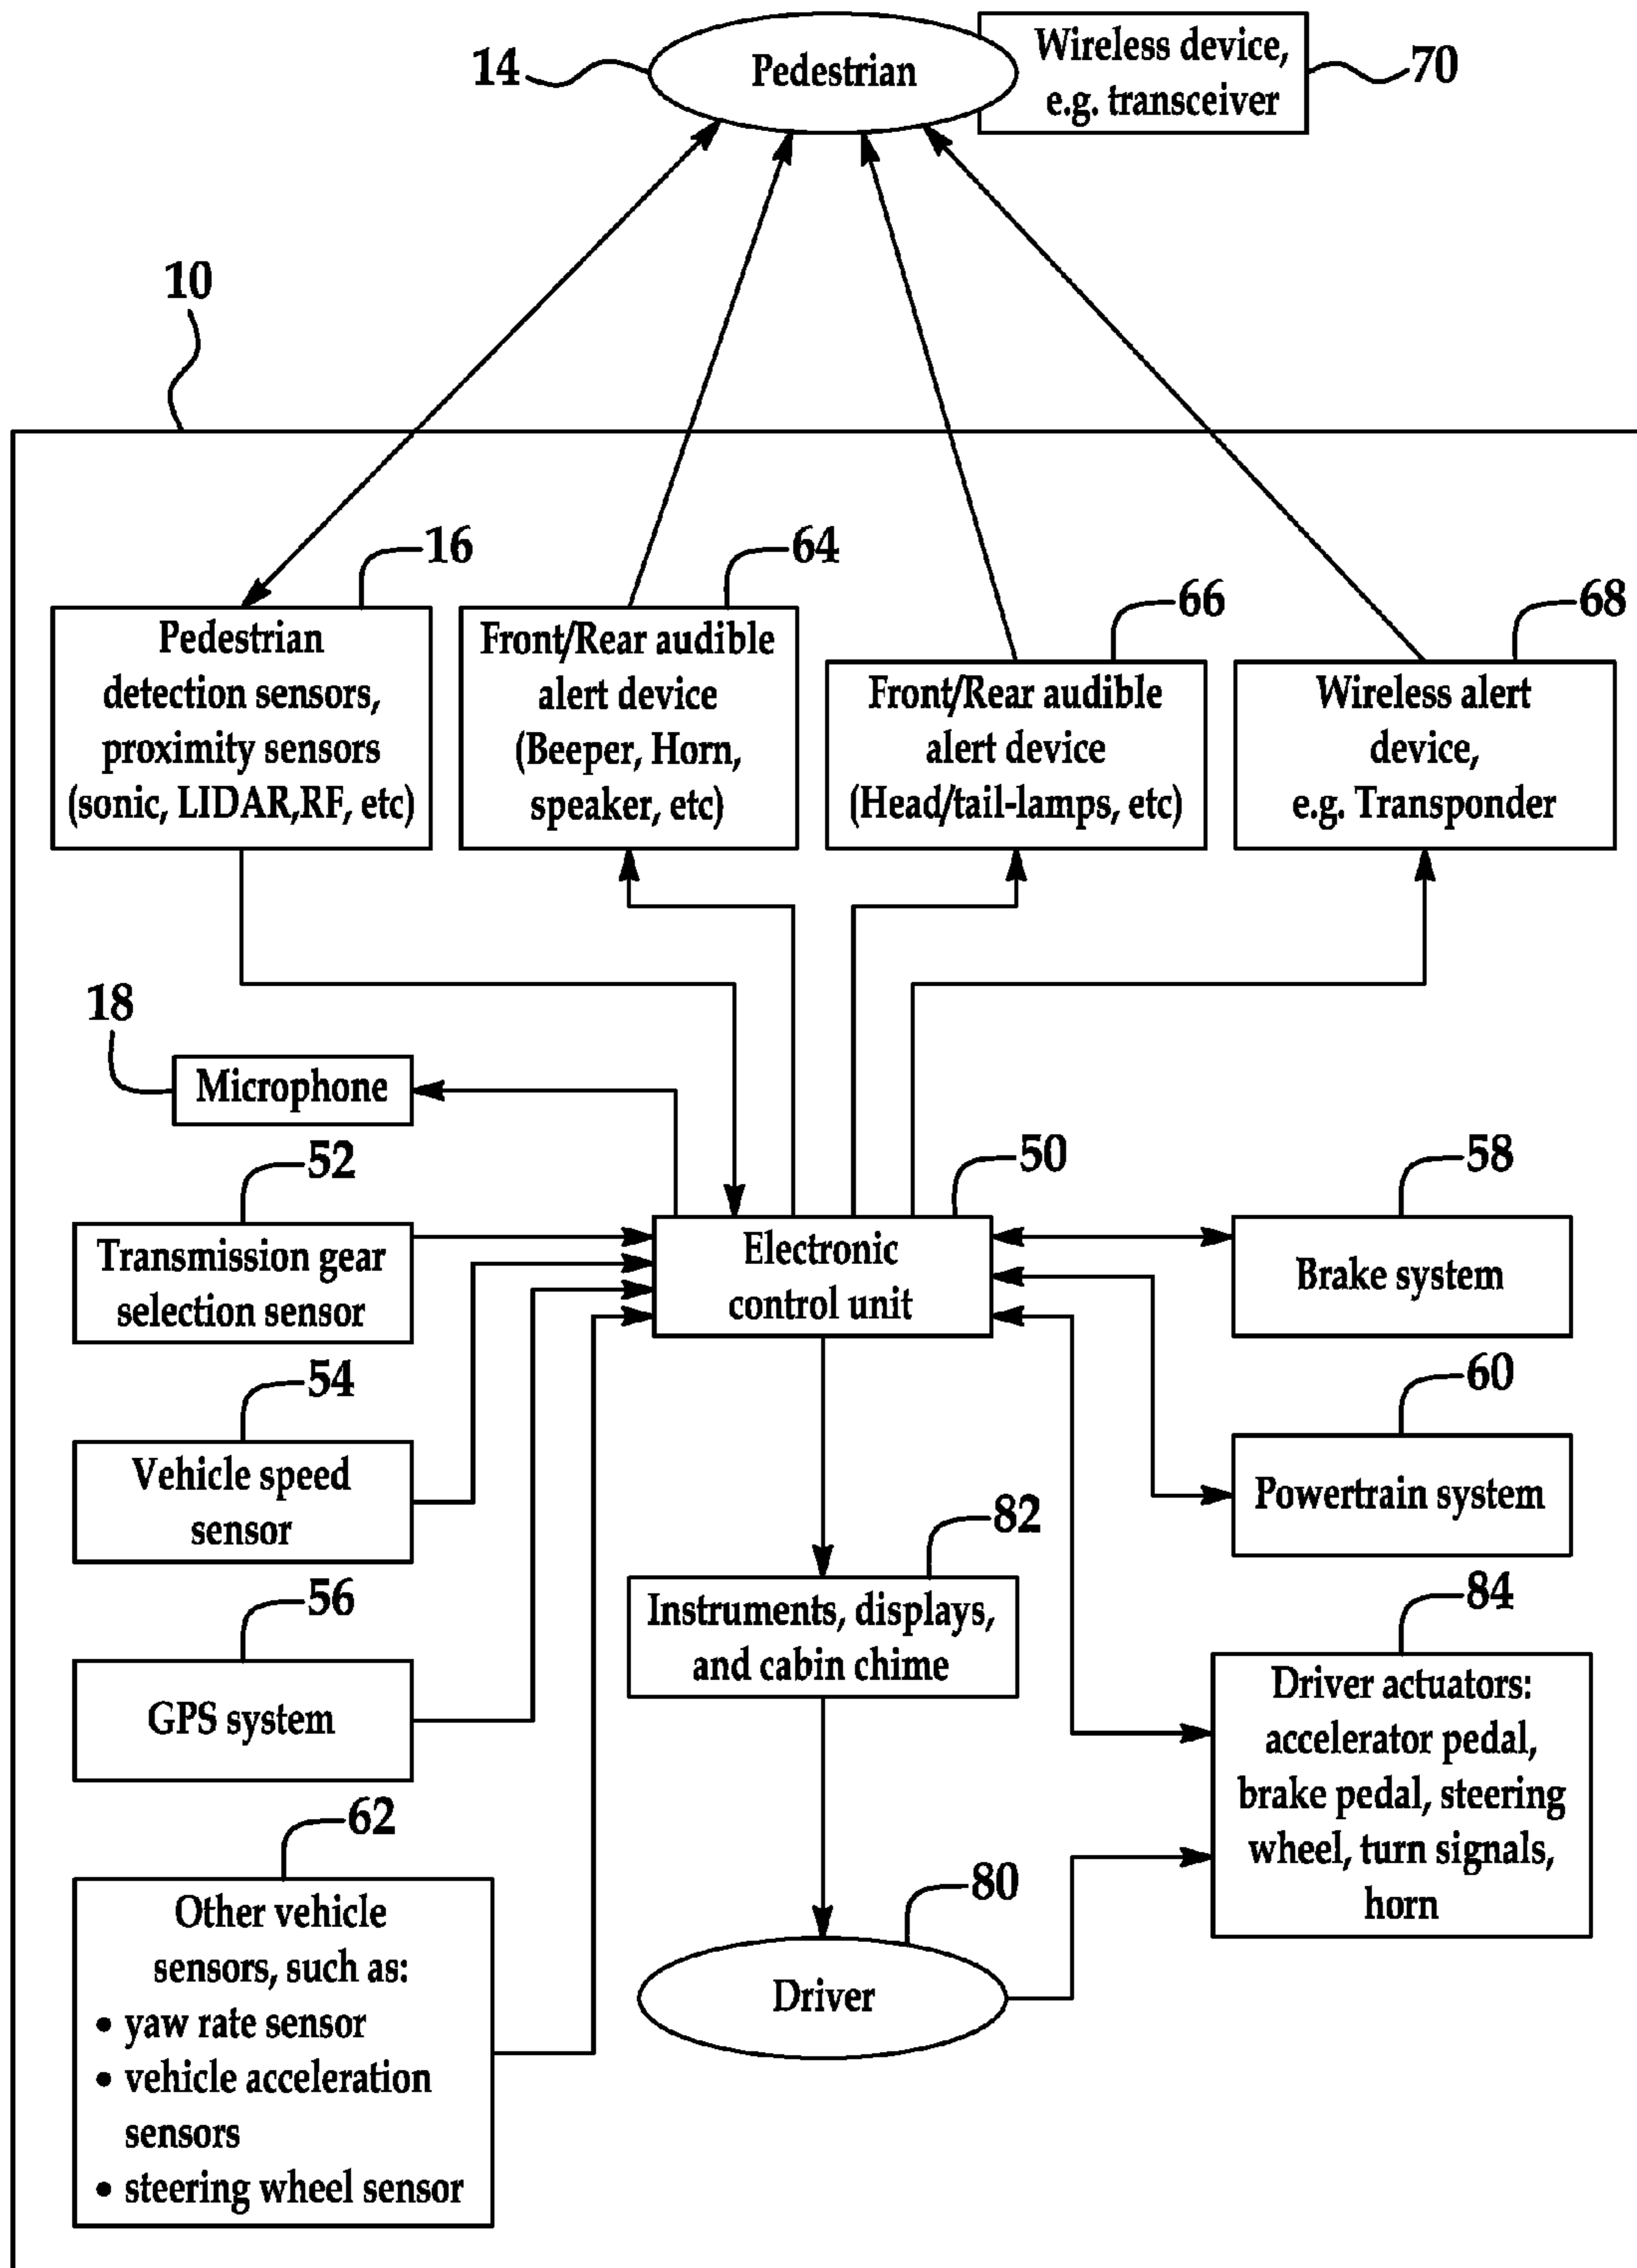 14
Pedestrian
Wireless device,
e.g. transceiver
70
10
16
Pedestrian
detection sensors,
proximity sensors
(sonic, LIDAR,RF, etc)
64
Front/Rear audible
alert device
(Beeper, Horn,
speaker, etc)
66
Front/Rear audible
alert device
(Head/tail-lamps, etc)
68
Wireless alert
device,
e.g. Transponder
18
Microphone
52
Transmission gear
selection sensor
50
Electronic
control unit
58
Brake system
54
Vehicle speed
sensor
60
Powertrain system
56
GPS system
82
Instruments, displays,
and cabin chime
84
Driver actuators:
accelerator pedal,
brake pedal, steering
wheel, turn signals,
horn
62
Other vehicle
sensors, such as:
• yaw rate sensor
• vehicle acceleration
sensors
• steering wheel sensor
80
Driver